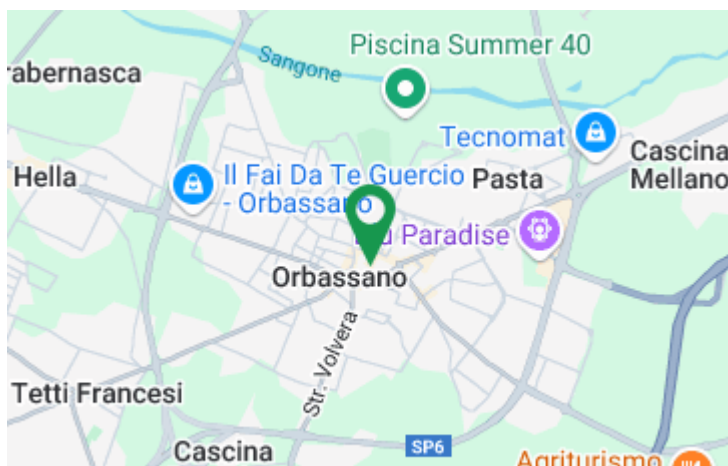 Piscina Summer 40
Sangone
rabernasca
Tecnomat
Cascina
Mellano
Hella
Il Fai Da Te Guercio
- Orbassano
Pasta
Paradise
Orbassano
Str. Volvera
Tetti Francesi
Cascina
SP6
Agriturismo